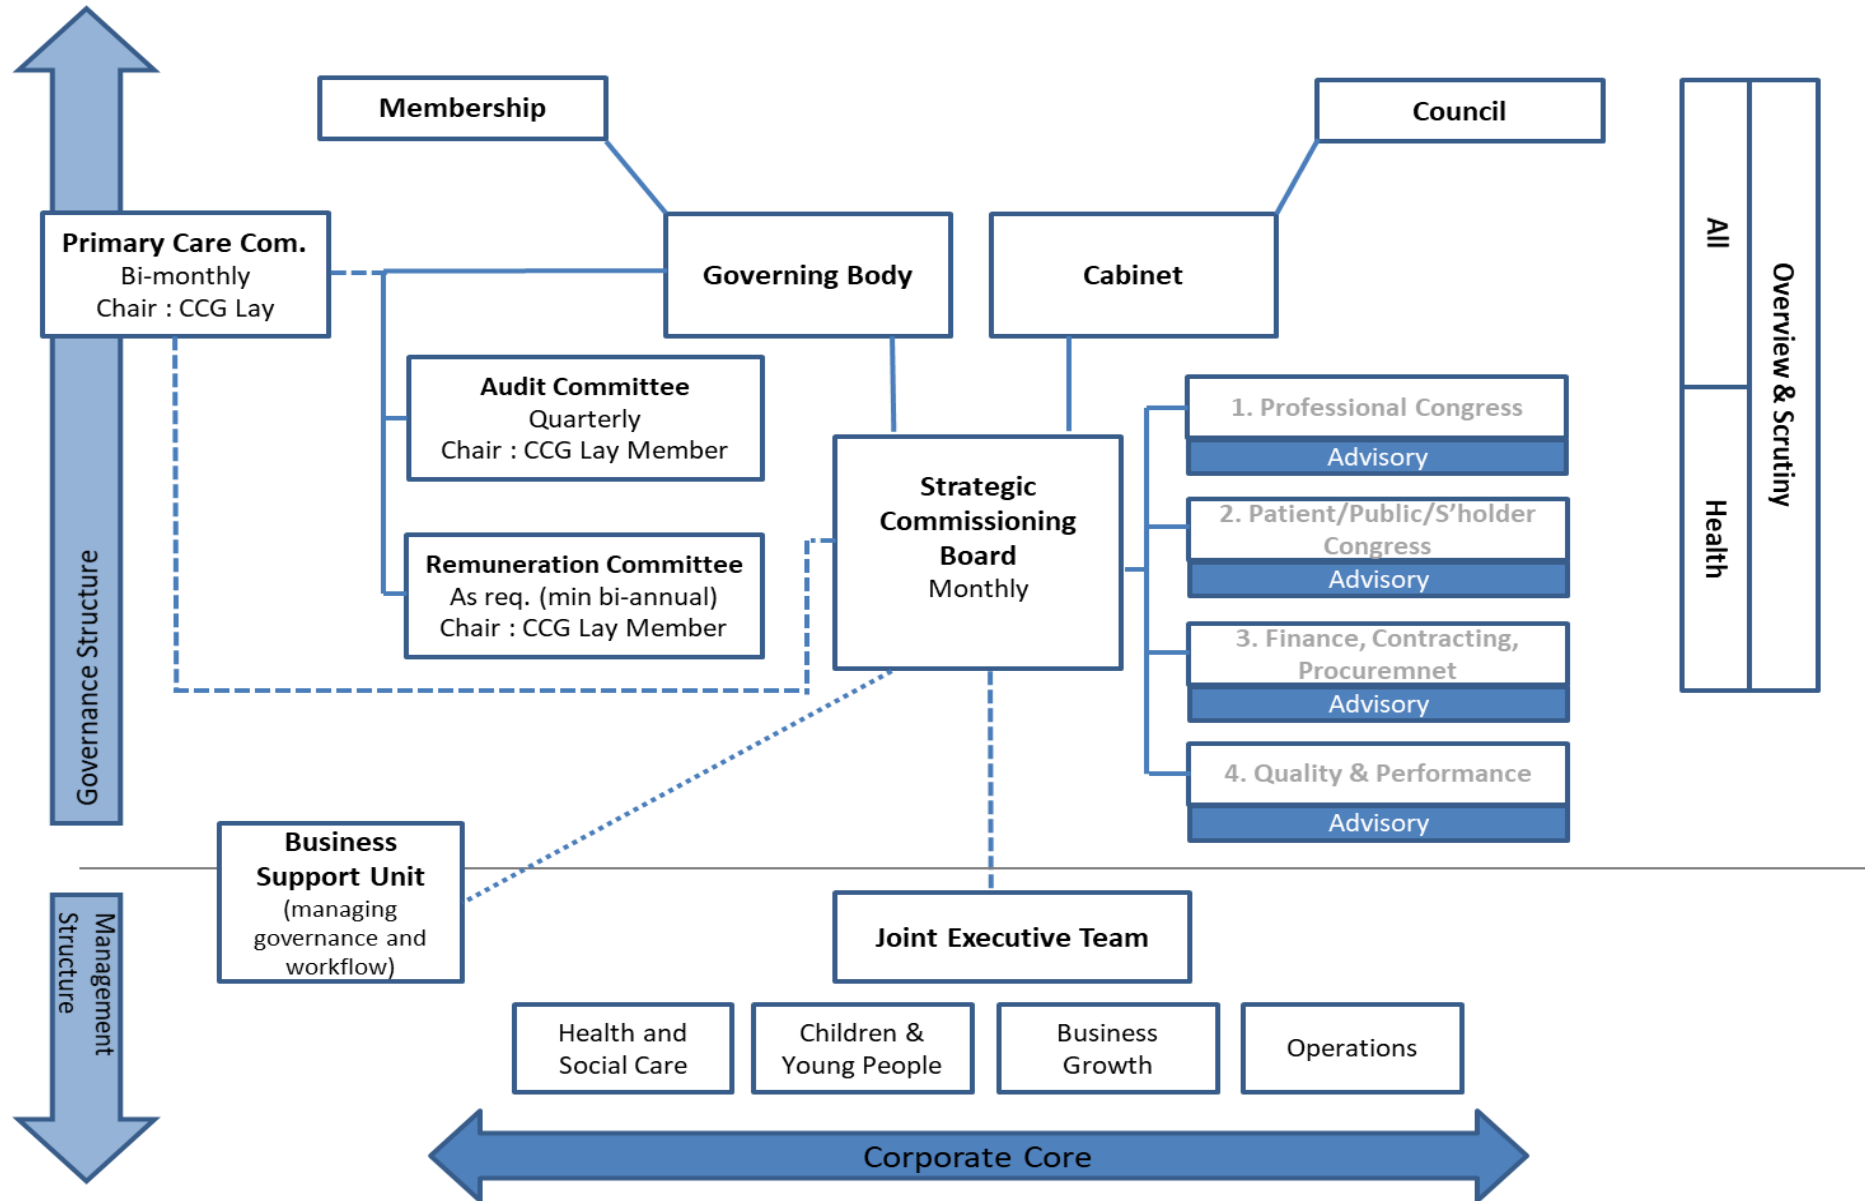 Membership
Council
Primary Care Com.
Bi-monthly
Chair : CCG Lay
Governing Body
Cabinet
All
Health
Overview & Scrutiny
Audit Committee
Quarterly
Chair : CCG Lay Member
Remuneration Committee
As req. (min bi-annual)
Chair : CCG Lay Member
Strategic
Commissioning
Board
Monthly
1. Professional Congress
Advisory
2. Patient/Public/S’holder
Congress
Advisory
3. Finance, Contracting,
Procuremnet
Advisory
4. Quality & Performance
Advisory
Governance Structure
Management
Structure
Business
Support Unit
(managing
governance and
workflow)
Joint Executive Team
Health and
Social Care
Children &
Young People
Business
Growth
Operations
Corporate Core